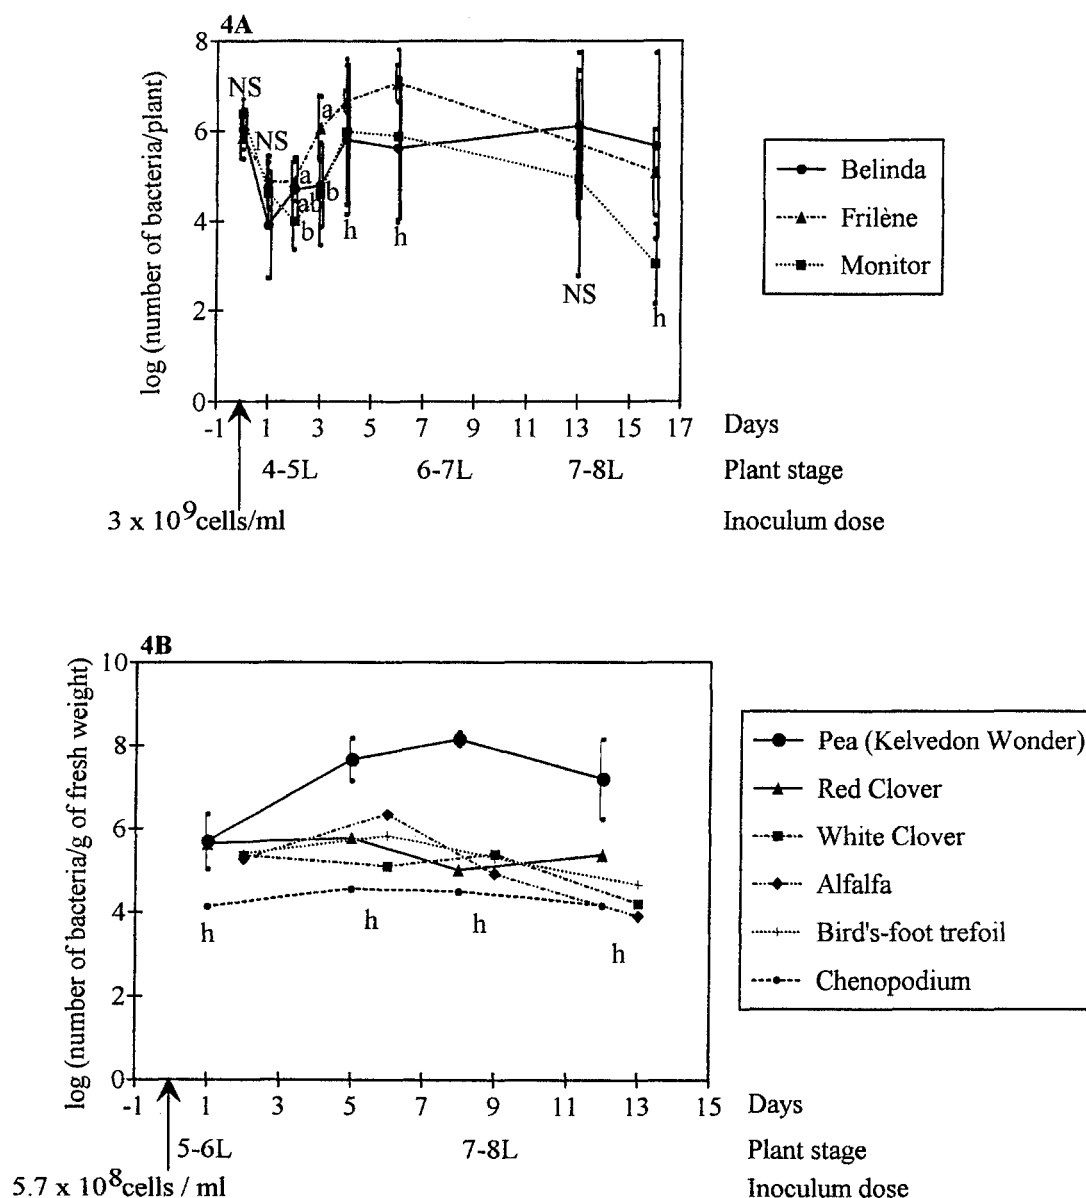 4A
log (number of bacteria/plant)
8
6
4
2
0
NS
NS
a
a
ab
b
b
h
h
NS
h
-1 1 3 5 7 9 11 13 15 17 Days
4-5L 6-7L 7-8L Plant stage
3 x 10⁹cells/ml Inoculum dose
Belinda
Frilène
Monitor
4B
log (number of bacteria/g of fresh weight)
10
8
6
4
2
0
h
h
h
h
-1 1 5 7 9 11 13 15 Days
5-6L 7-8L Plant stage
5.7 x 10⁸cells / ml Inoculum dose
Pea (Kelvedon Wonder)
Red Clover
White Clover
Alfalfa
Bird's-foot trefoil
Chenopodium